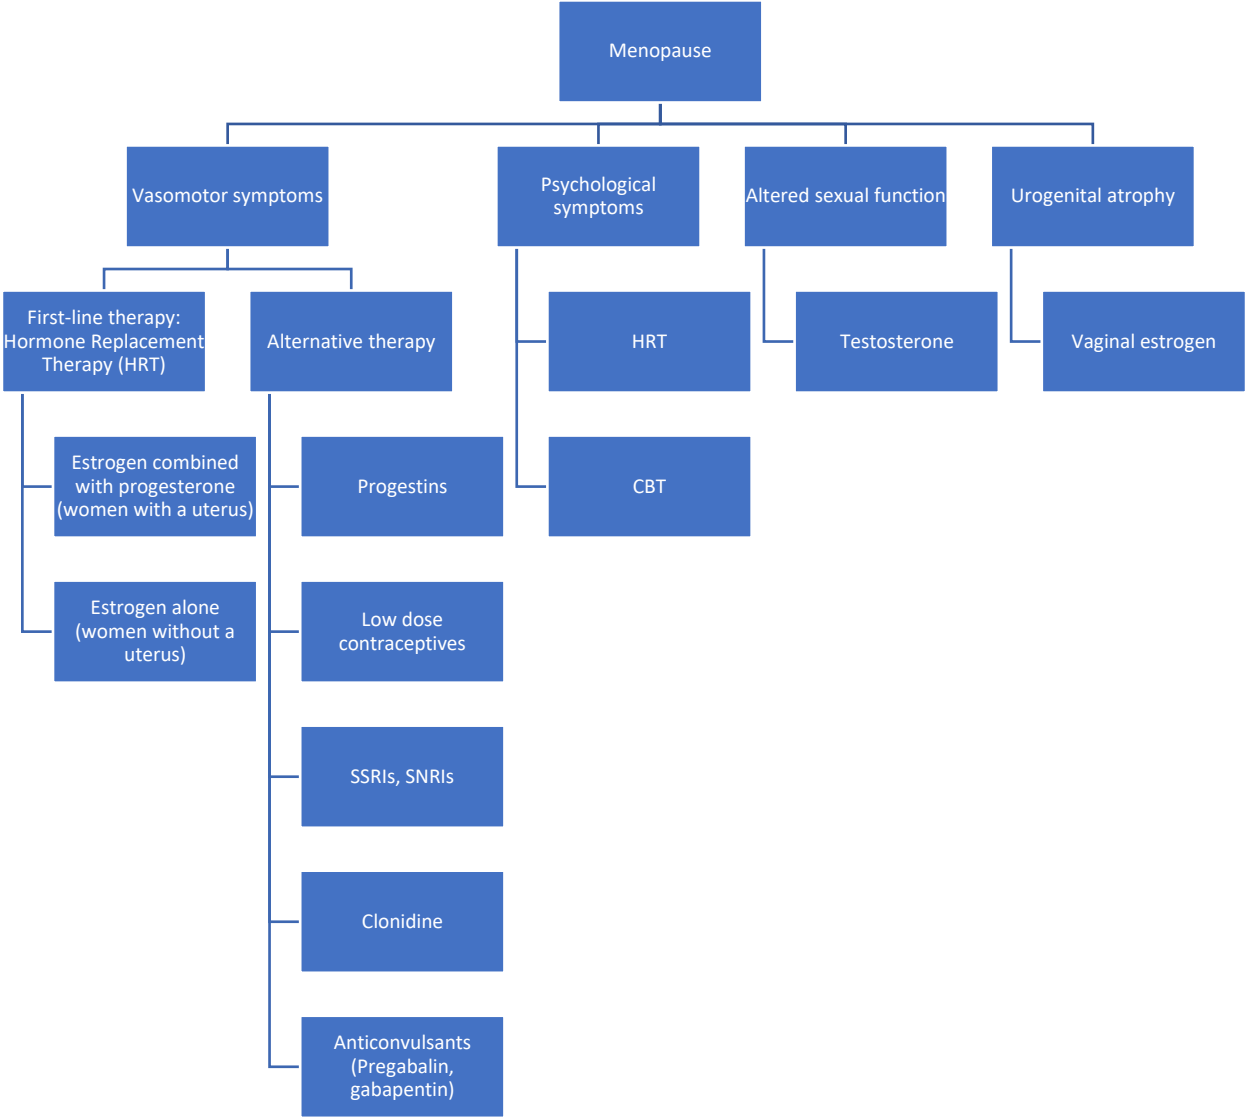 Menopause
Vasomotor symptoms
Psychological
symptoms
Altered sexual function
Urogenital atrophy
First-line therapy:
Hormone Replacement
Therapy (HRT)
Alternative therapy
HRT
Testosterone
Vaginal estrogen
Estrogen combined
with progesterone
(women with a uterus)
Progestins
CBT
Estrogen alone
(women without a
uterus)
Low dose
contraceptives
SSRIs, SNRIs
Clonidine
Anticonvulsants
(Pregabalin,
gabapentin)